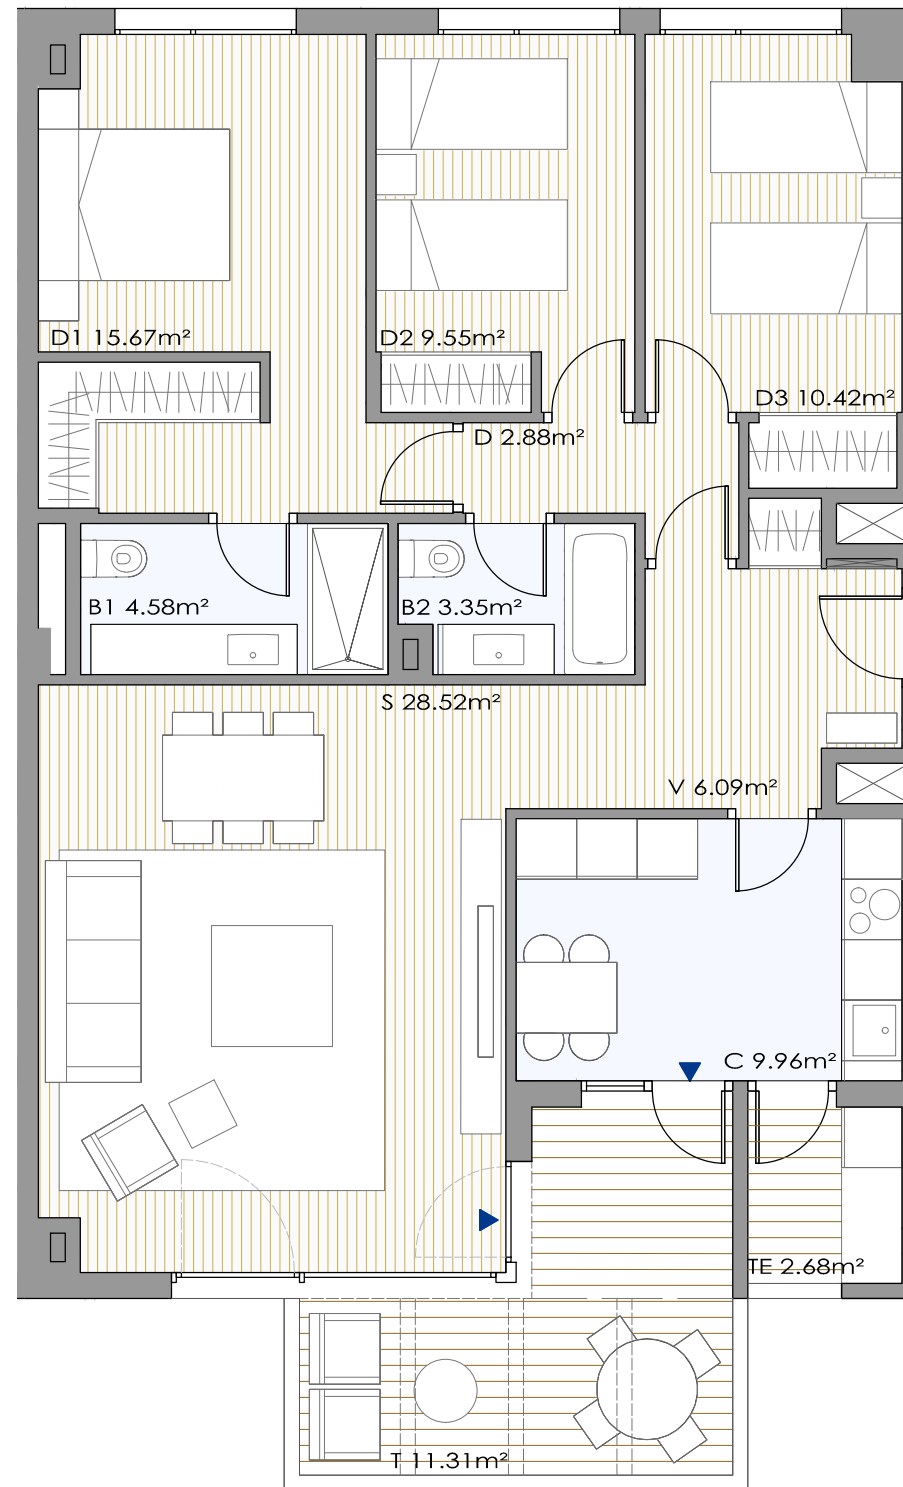 D1 15.67m²
D2 9.55m²
D3 10.42m²
D 2.88m²
B1 4.58m²
B2 3.35m²
S 28.52m²
V 6.09m²
C 9.96m²
TE 2.68m²
T 11.31m²